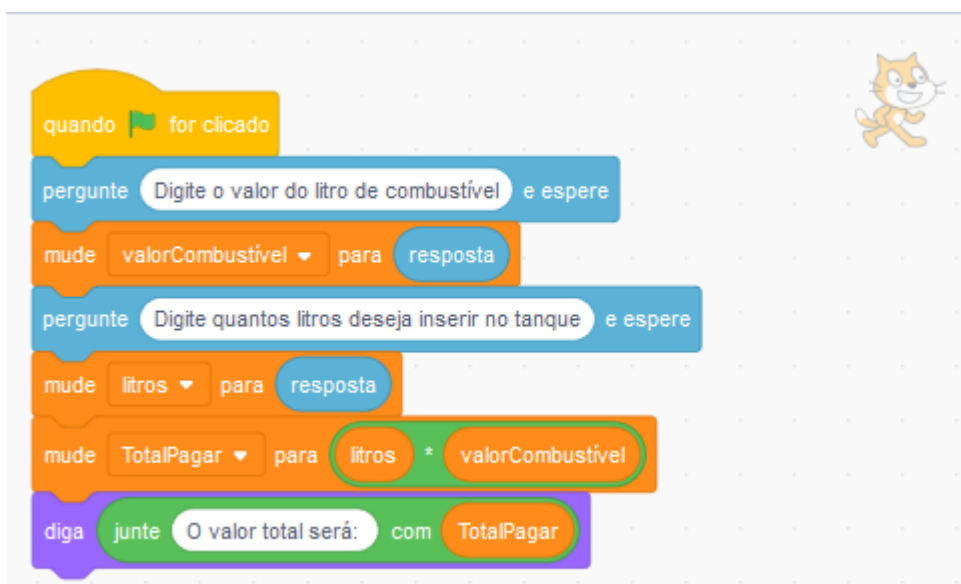 quando for clicado
pergunte Digite o valor do litro de combustível e espere
mude valorCombustível para resposta
pergunte Digite quantos litros deseja inserir no tanque e espere
mude litros para resposta
mude TotalPagar para litros * valorCombustível
diga junte O valor total será: com TotalPagar